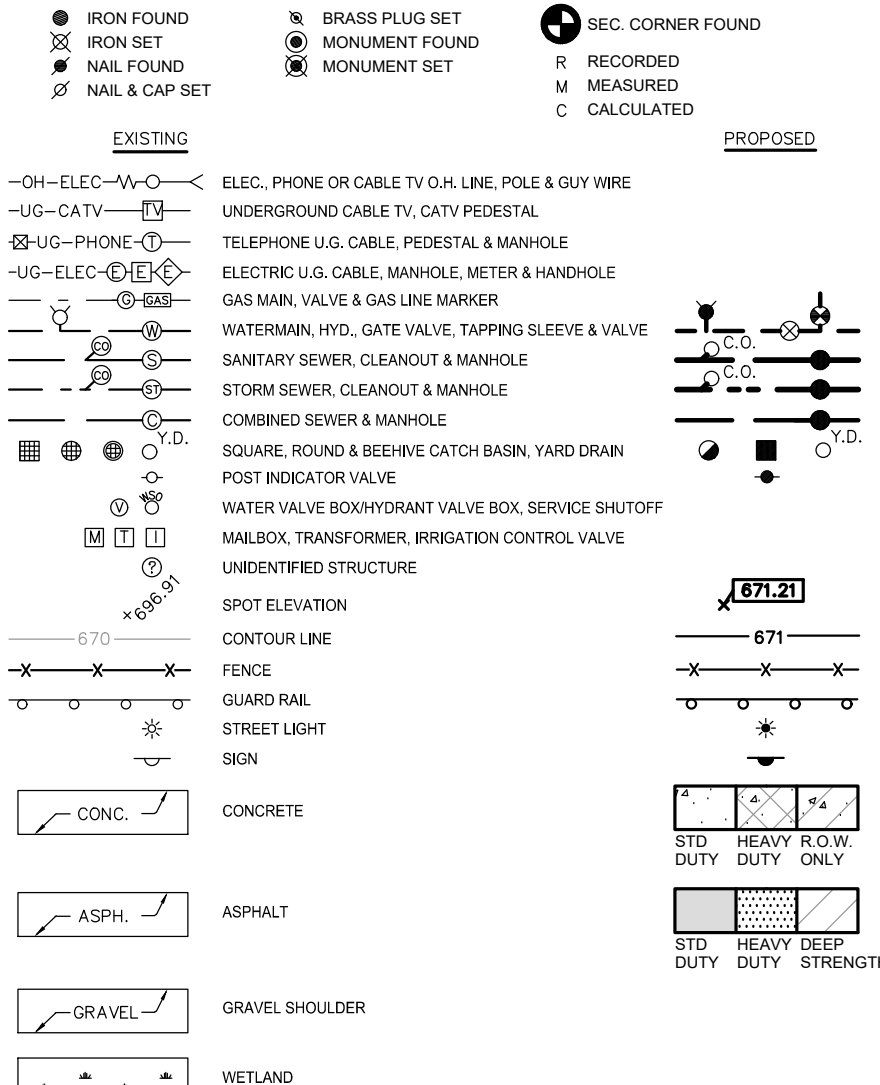 IRON FOUND
IRON SET
NAIL FOUND
NAIL & CAP SET
BRASS PLUG SET
MONUMENT FOUND
MONUMENT SET
SEC. CORNER FOUND
R RECORDED
M MEASURED
C CALCULATED
EXISTING
PROPOSED
OH-ELEC ELEC., PHONE OR CABLE TV O.H. LINE, POLE & GUY WIRE
UG-CATV TV UNDERGROUND CABLE TV, CATV PEDESTAL
UG-PHONE T TELEPHONE U.G. CABLE, PEDESTAL & MANHOLE
UG-ELEC E E E ELECTRIC U.G. CABLE, MANHOLE, METER & HANDHOLE
G GAS GAS MAIN, VALVE & GAS LINE MARKER
W WATERMAIN, HYD., GATE VALVE, TAPPING SLEEVE & VALVE
CO S SANITARY SEWER, CLEANOUT & MANHOLE C.O.
CO ST STORM SEWER, CLEANOUT & MANHOLE C.O.
C COMBINED SEWER & MANHOLE
Y.D. SQUARE, ROUND & BEEHIVE CATCH BASIN, YARD DRAIN Y.D.
POST INDICATOR VALVE
V WSO WATER VALVE BOX/HYDRANT VALVE BOX, SERVICE SHUTOFF
M T I MAILBOX, TRANSFORMER, IRRIGATION CONTROL VALVE
? UNIDENTIFIED STRUCTURE
+696.91 SPOT ELEVATION 671.21
670 CONTOUR LINE 671
FENCE
GUARD RAIL
STREET LIGHT
SIGN
CONC. CONCRETE
STD DUTY
HEAVY DUTY
R.O.W. ONLY
ASPH. ASPHALT
STD DUTY
HEAVY DUTY
DEEP STRENGTH
GRAVEL GRAVEL SHOULDER
WETLAND